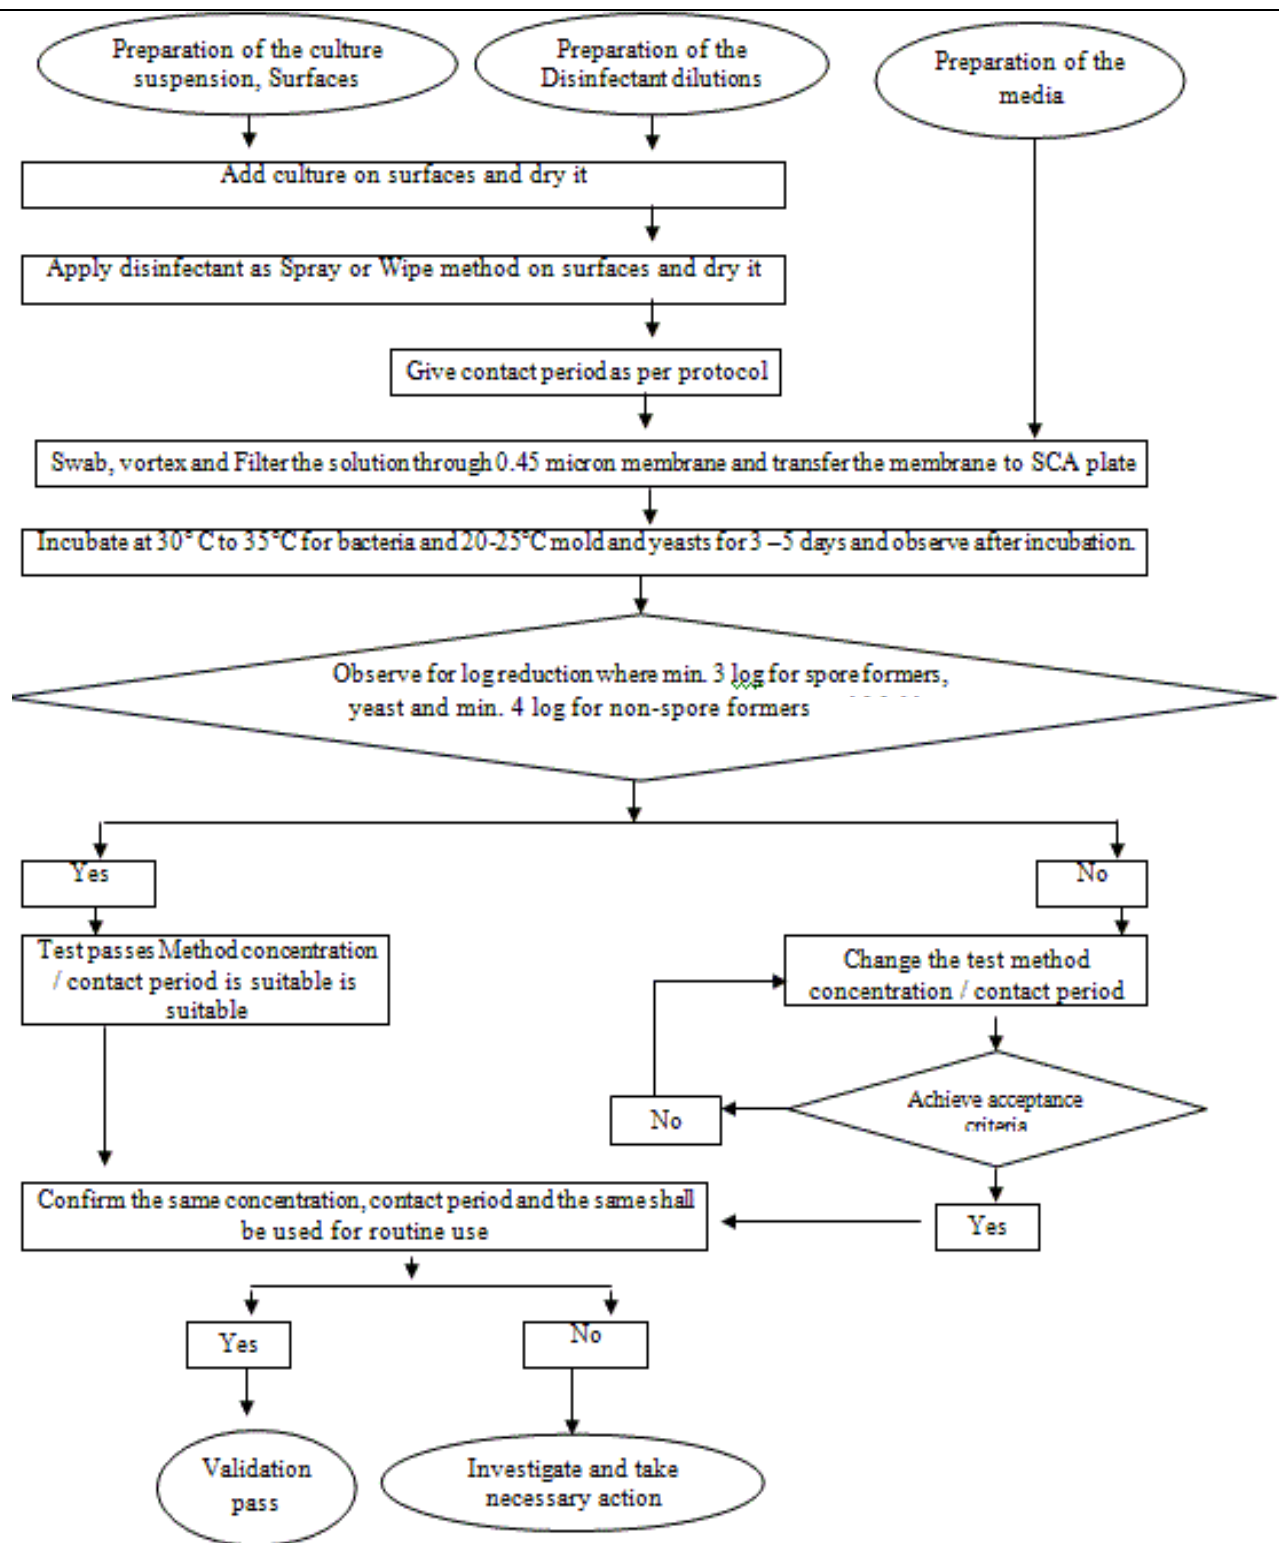 Preparation of the culture
suspension, Surfaces
Preparation of the
Disinfectant dilutions
Preparation of the
media
Add culture on surfaces and dry it
Apply disinfectant as Spray or Wipe method on surfaces and dry it
Give contact period as per protocol
Swab, vortex and Filter the solution through 0.45 micron membrane and transfer the membrane to SCA plate
Incubate at 30° C to 35°C for bacteria and 20-25°C mold and yeasts for 3 –5 days and observe after incubation.
Observe for log reduction where min. 3 log for spore formers,
yeast and min. 4 log for non-spore formers
Yes
No
Test passes Method concentration
/ contact period is suitable is
suitable
Change the test method
concentration / contact period
Achieve acceptance
criteria
No
Yes
Confirm the same concentration, contact period and the same shall
be used for routine use
Yes
No
Validation
pass
Investigate and take
necessary action